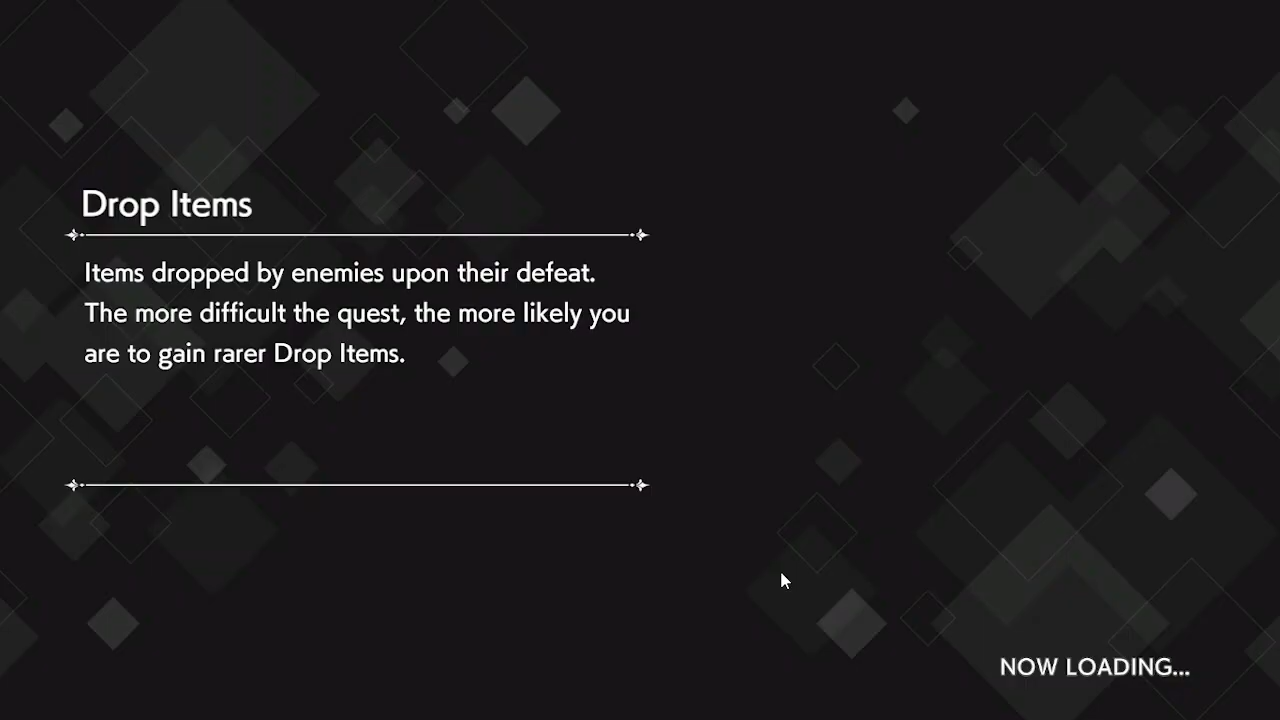 Drop Items
Items dropped by enemies upon their defeat.
The more difficult the quest, the more likely you
are to gain rarer Drop Items.
NOW LOADING...